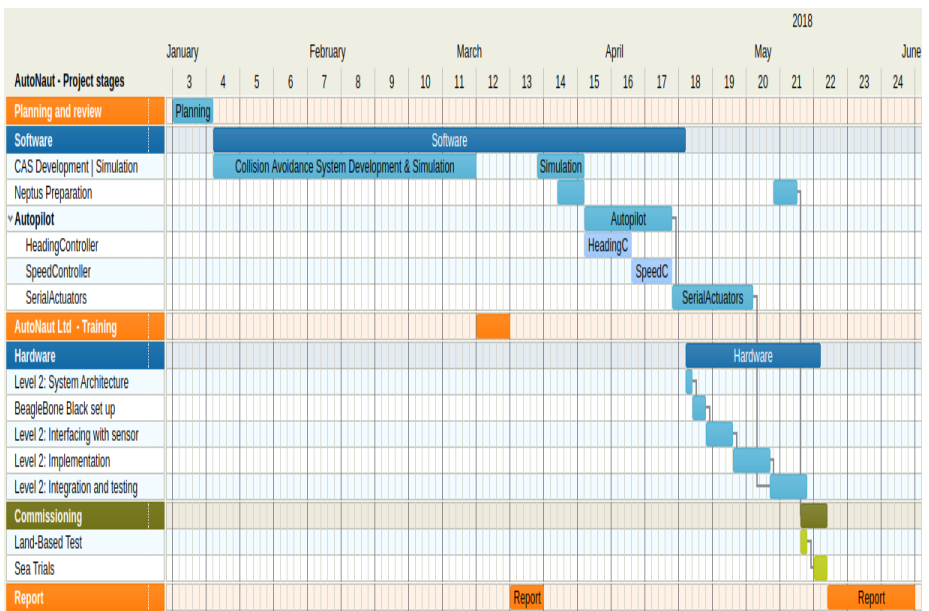 2018
January February March April May June
AutoNaut - Project stages 3 4 5 6 7 8 9 10 11 12 13 14 15 16 17 18 19 20 21 22 23 24
Planning and review Planning
Software Software
CAS Development | Simulation Collision Avoidance System Development & Simulation Simulation
Neptus Preparation
Autopilot Autopilot
HeadingController HeadingC
SpeedController SpeedC
SerialActuators SerialActuators
AutoNaut Ltd - Training
Hardware Hardware
Level 2: System Architecture
BeagleBone Black set up
Level 2: Interfacing with sensor
Level 2: Implementation
Level 2: Integration and testing
Commissioning
Land-Based Test
Sea Trials
Report Report Report